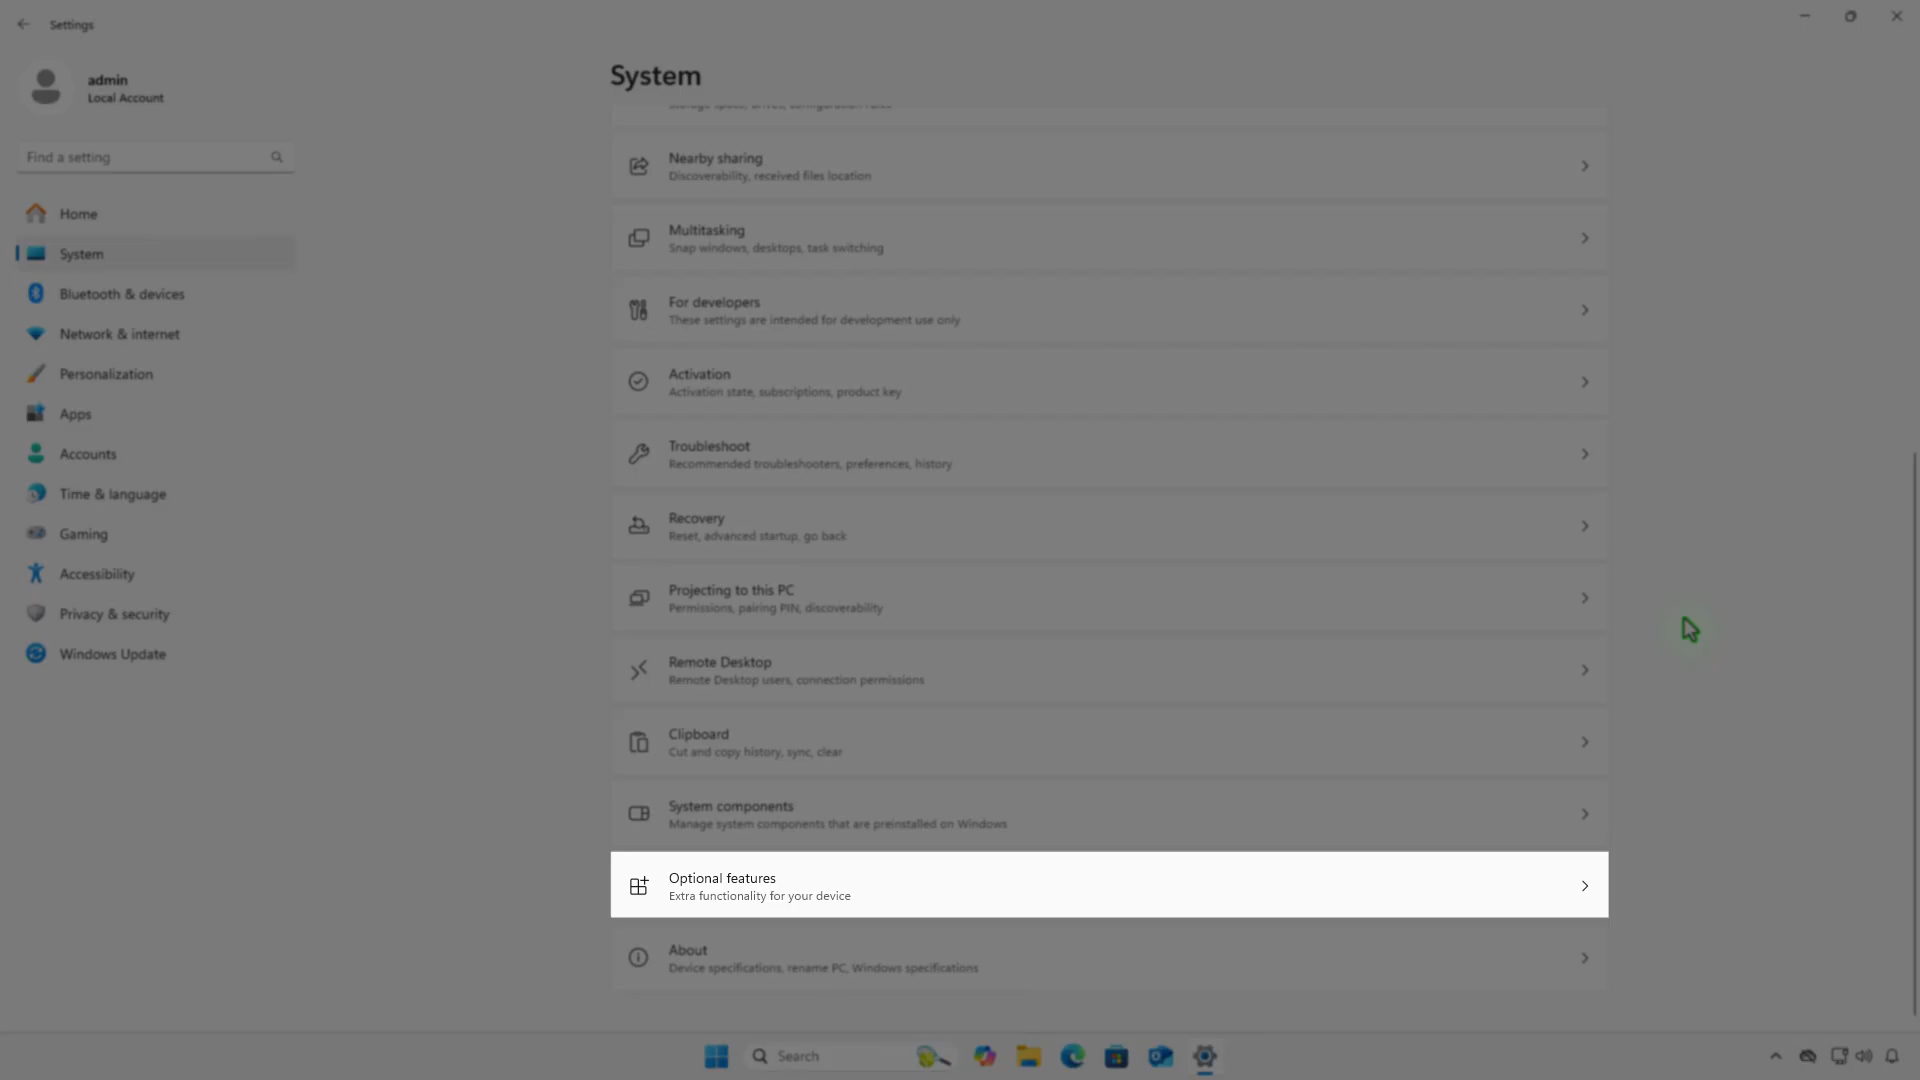 Settings
admin
Local Account
Find a setting
Home
System
Bluetooth & devices
Network & internet
Personalization
Apps
Accounts
Time & language
Gaming
Accessibility
Privacy & security
Windows Update
System
Storage space, drives, configuration rules
Nearby sharing
Discoverability, received files location
Multitasking
Snap windows, desktops, task switching
For developers
These settings are intended for development use only
Activation
Activation state, subscriptions, product key
Troubleshoot
Recommended troubleshooters, preferences, history
Recovery
Reset, advanced startup, go back
Projecting to this PC
Permissions, pairing PIN, discoverability
Remote Desktop
Remote Desktop users, connection permissions
Clipboard
Cut and copy history, sync, clear
System components
Manage system components that are preinstalled on Windows
Optional features
Extra functionality for your device
About
Device specifications, rename PC, Windows specifications
Search